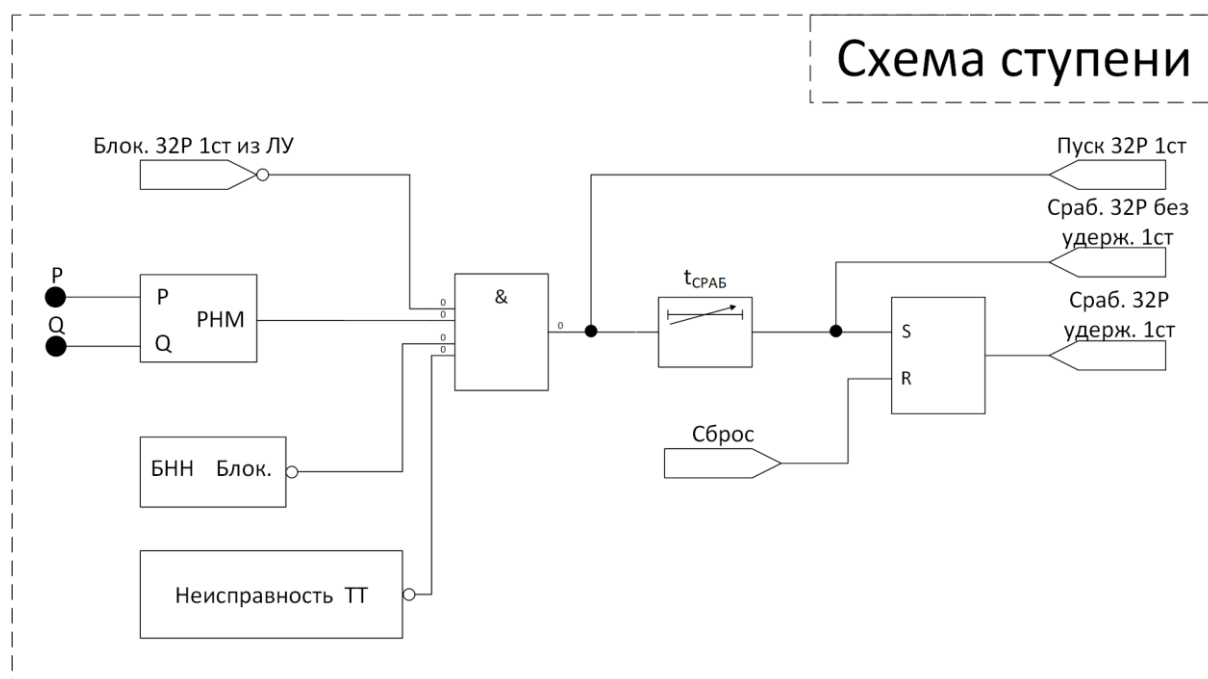 Схема ступени
Блок. 32Р 1ст из ЛУ
Пуск 32Р 1ст
Сраб. 32Р без
удерж. 1ст
Сраб. 32Р
удерж. 1ст
P
Q
P
РНМ
Q
0
0
0
0
&
0
tСРАБ
S
R
Сброс
БНН Блок.
Неисправность ТТ